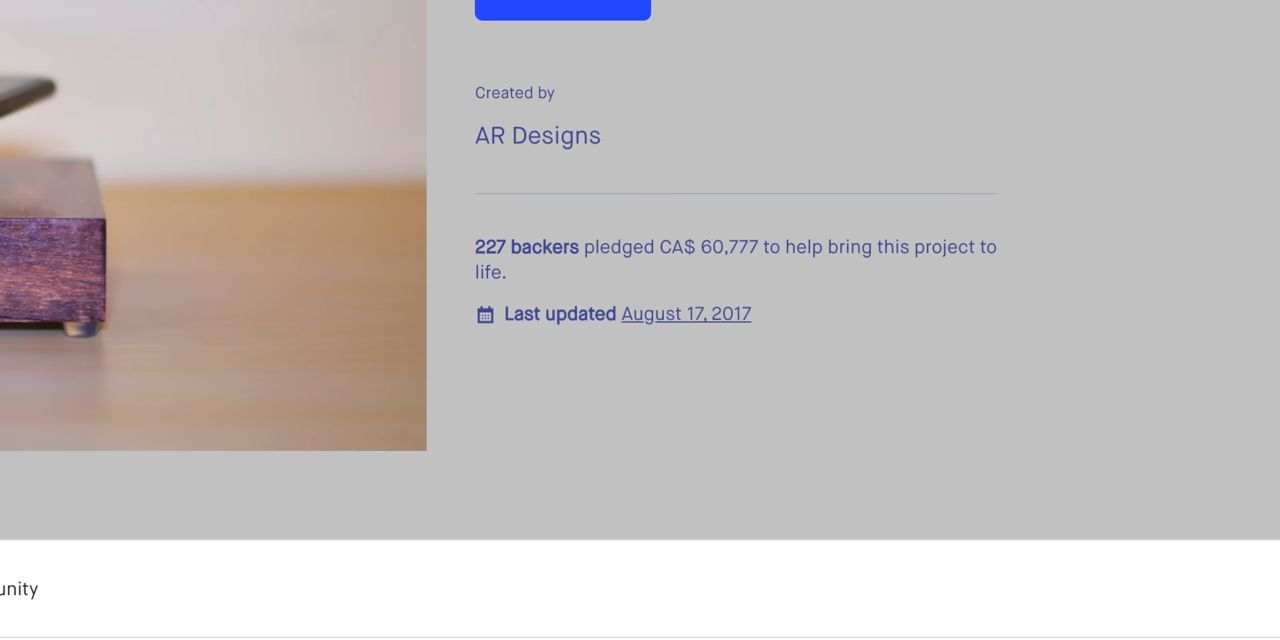 Created by
AR Designs
227 backers pledged CA$ 60,777 to help bring this project to
life.
Last updated August 17, 2017
unity